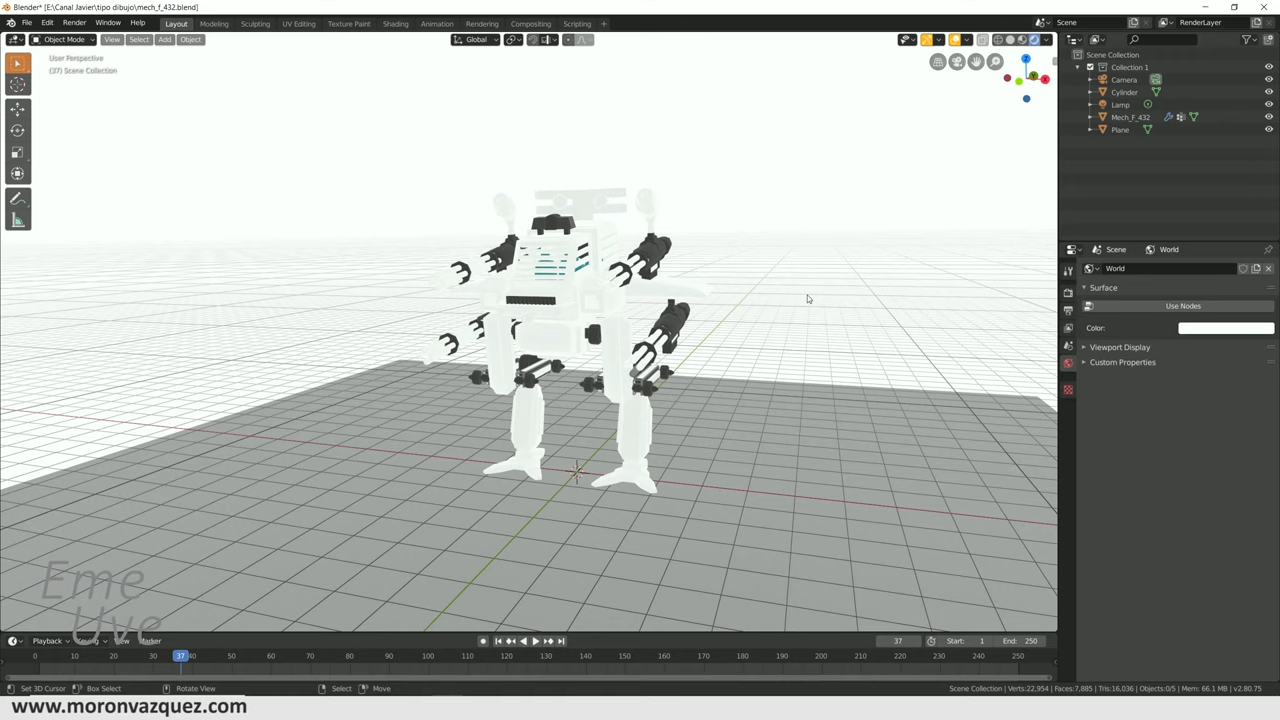 Blender* [E:\Canal Javier\tipo dibujo\mech_f_432.blend]
File Edit Render Window Help Layout Modeling Sculpting UV Editing Texture Paint Shading Animation Rendering Compositing Scripting Scene RenderLayer
Object Mode View Select Add Object Global
User Perspective
(37) Scene Collection
Scene Collection
Collection 1
Camera
Cylinder
Lamp
Mech_F_432
Plane
Scene World
World
Surface
Use Nodes
Color:
Viewport Display
Custom Properties
Eme
Uve
Playback Keying View Marker 37 Start: 1 End: 250
0 10 20 30 37 40 50 60 70 80 90 100 110 120 130 140 150 160 170 180 190 200 210 220 230 240 250
Set 3D Cursor Box Select Rotate View Select Move Scene Collection | Verts:22,954 | Faces:7,885 | Tris:16,036 | Objects:0/5 | Mem: 66.1 MB | v2.80.75
www.moronvazquez.com